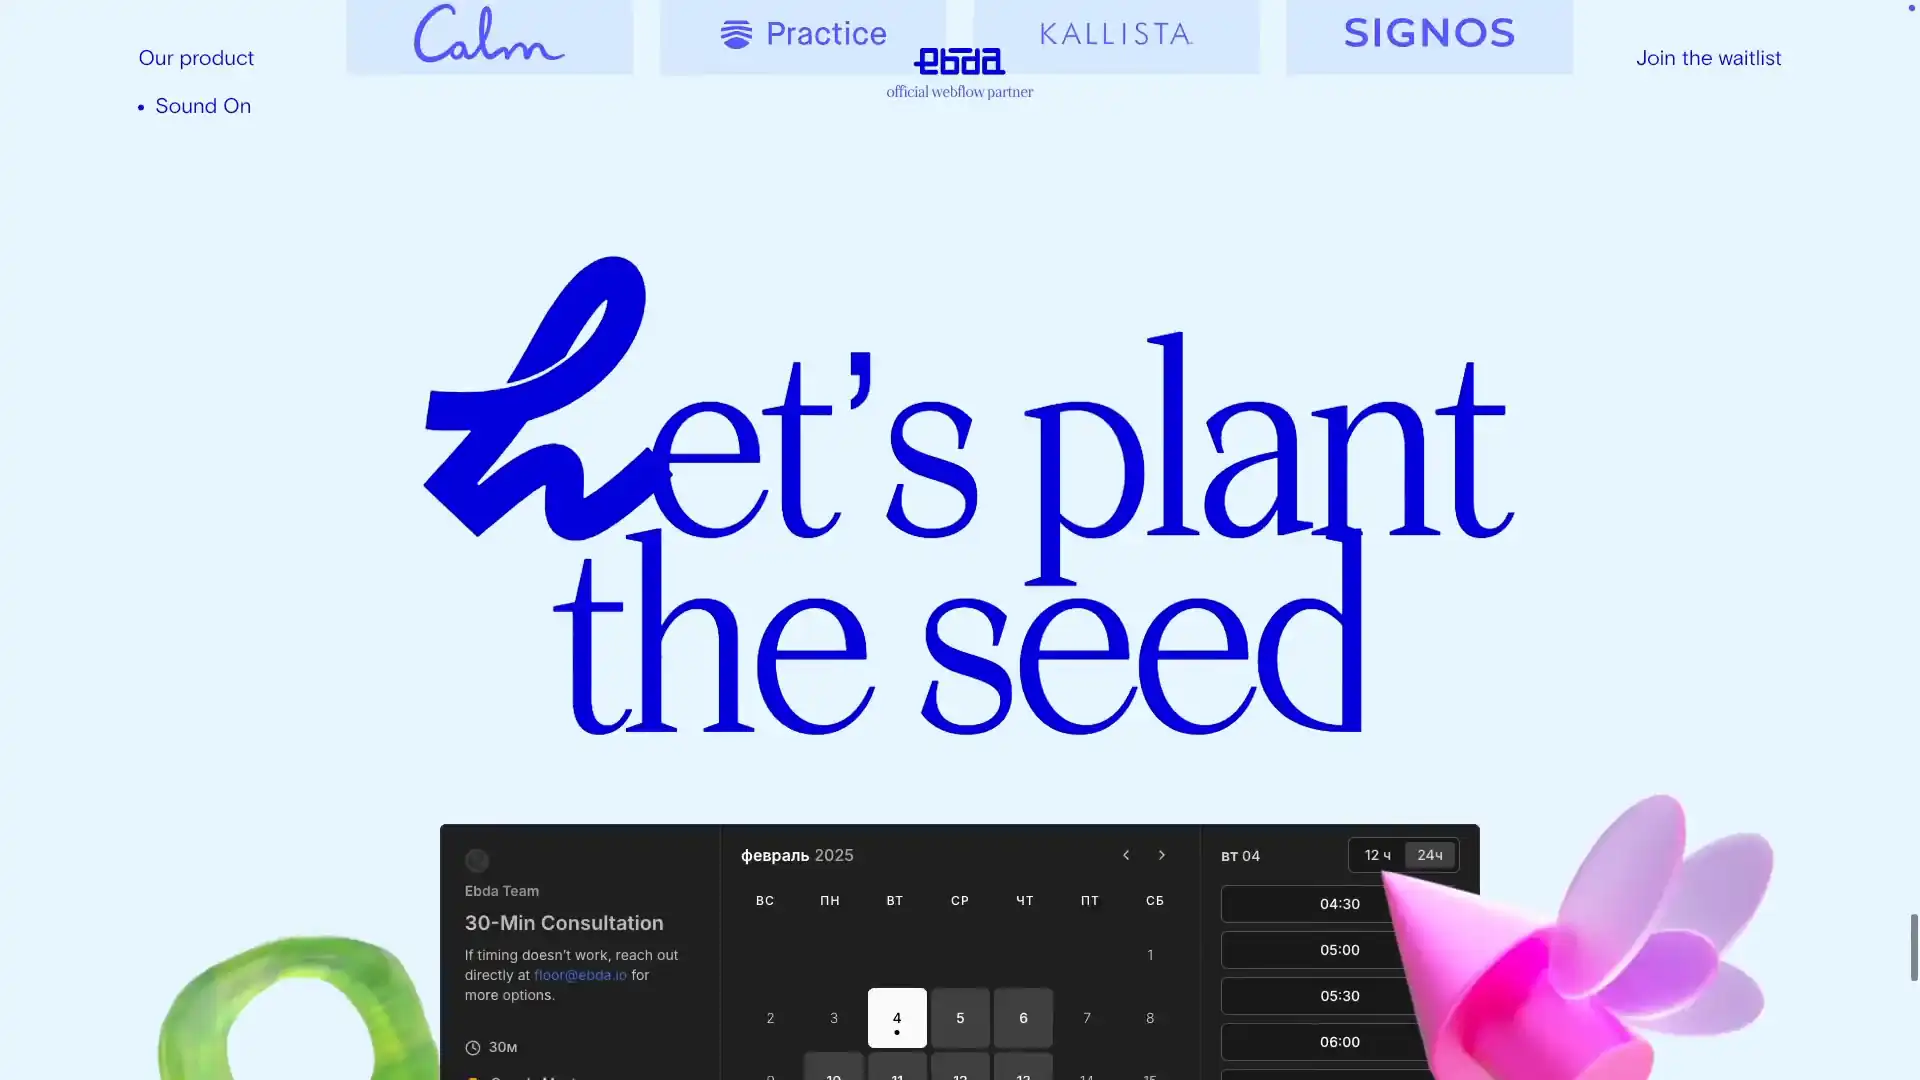 Calm
Practice
KALLISTA
SIGNOS
Our product
ebda
Join the waitlist
official webflow partner
• Sound On
Let's plant
the seed
Ebda Team
30-Min Consultation
If timing doesn't work, reach out
directly at floor@ebda.io for
more options.
30м
февраль 2025
ВС ПН ВТ СР ЧТ ПТ СБ
1
2 3 4 5 6 7 8
9 10 11 12 13 14 15
вт 04
12 ч 24ч
04:30
05:00
05:30
06:00